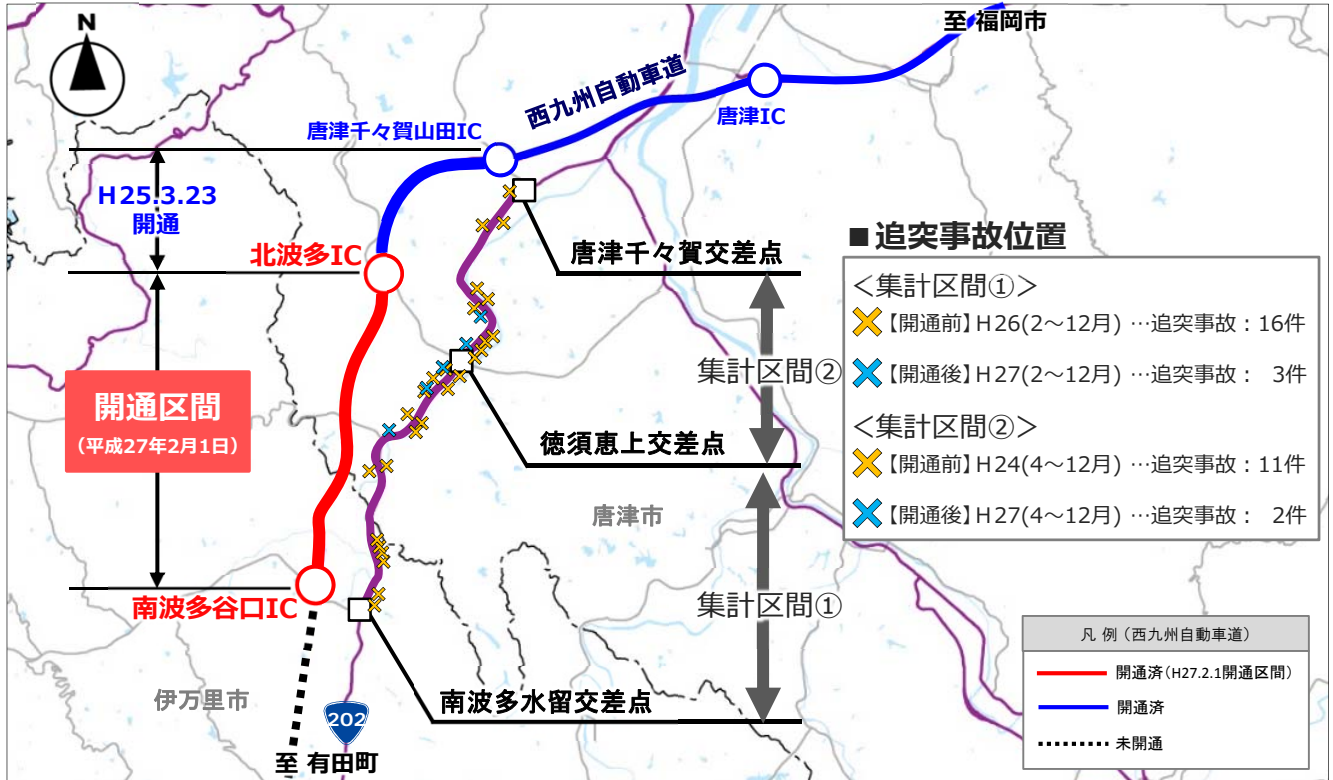 N
至 福岡市
西九州自動車道
唐津IC
唐津千々賀山田IC
H25.3.23
開通
北波多IC
開通区間
(平成27年2月1日)
南波多谷口IC
伊万里市
202
至 有田町
唐津千々賀交差点
集計区間②
徳須恵上交差点
唐津市
集計区間①
南波多水留交差点
■追突事故位置
＜集計区間①＞
【開通前】H26(2～12月) …追突事故：16件
【開通後】H27(2～12月) …追突事故： 3件
＜集計区間②＞
【開通前】H24(4～12月) …追突事故：11件
【開通後】H27(4～12月) …追突事故： 2件
凡 例（西九州自動車道）
開通済(H27.2.1開通区間)
開通済
未開通